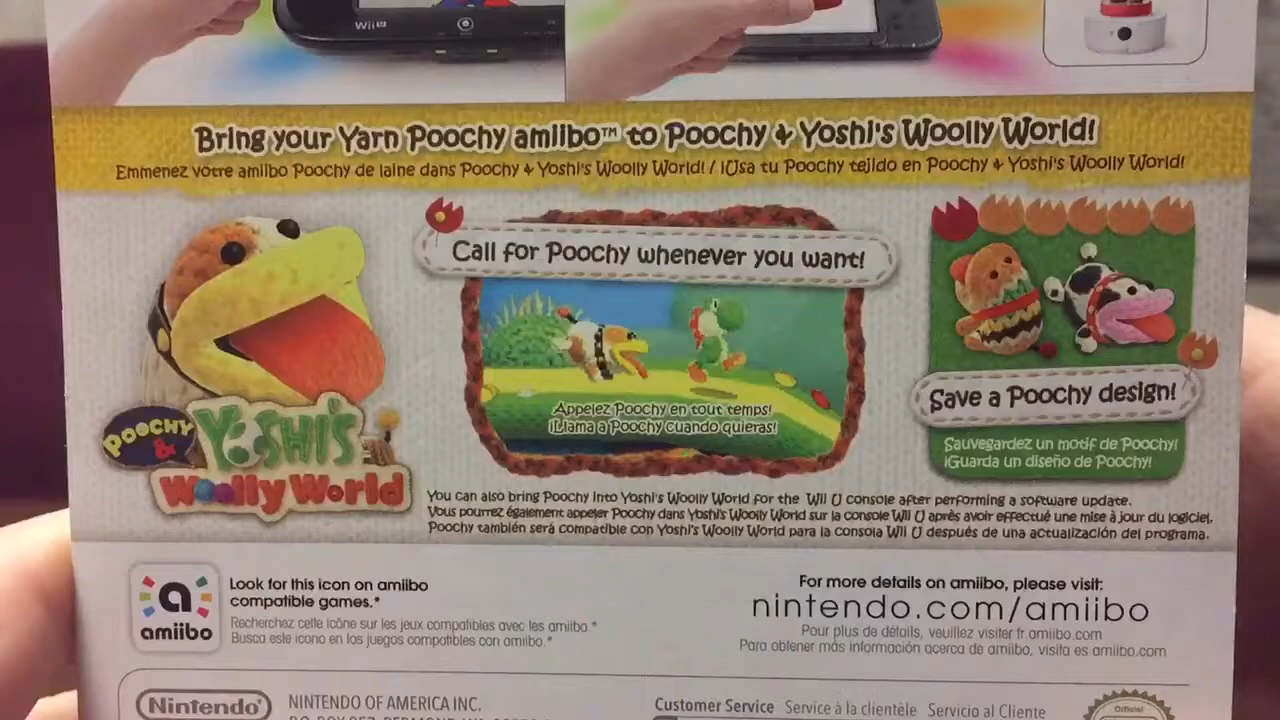 Wii U
Bring your Yarn Poochy amiibo™ to Poochy & Yoshi's Woolly World!
Emmenez votre amiibo Poochy de laine dans Poochy & Yoshi's Woolly World! / ¡Usa tu Poochy tejido en Poochy & Yoshi's Woolly World!
Call for Poochy whenever you want!
Appelez Poochy en tout temps!
¡Llama a Poochy cuando quieras!
Save a Poochy design!
Sauvegardez un motif de Poochy!
¡Guarda un diseño de Poochy!
POOCHY
&
YOSHI'S
Woolly World
You can also bring Poochy into Yoshi's Woolly World for the Wii U console after performing a software update.
Vous pourrez également appeler Poochy dans Yoshi's Woolly World sur la console Wii U après avoir effectué une mise à jour du logiciel.
Poochy también será compatible con Yoshi's Woolly World para la consola Wii U después de una actualización del programa.
a
amiibo
Look for this icon on amiibo
compatible games.*
Recherchez cette icône sur les jeux compatibles avec les amiibo *
Busca este icono en los juegos compatibles con amiibo.*
For more details on amiibo, please visit:
nintendo.com/amiibo
Pour plus de détails, veuillez visiter fr.amiibo.com
Para obtener más información acerca de amiibo, visita es.amiibo.com
Nintendo
NINTENDO OF AMERICA INC.
Customer Service Service à la clientèle Servicio al Cliente
Official